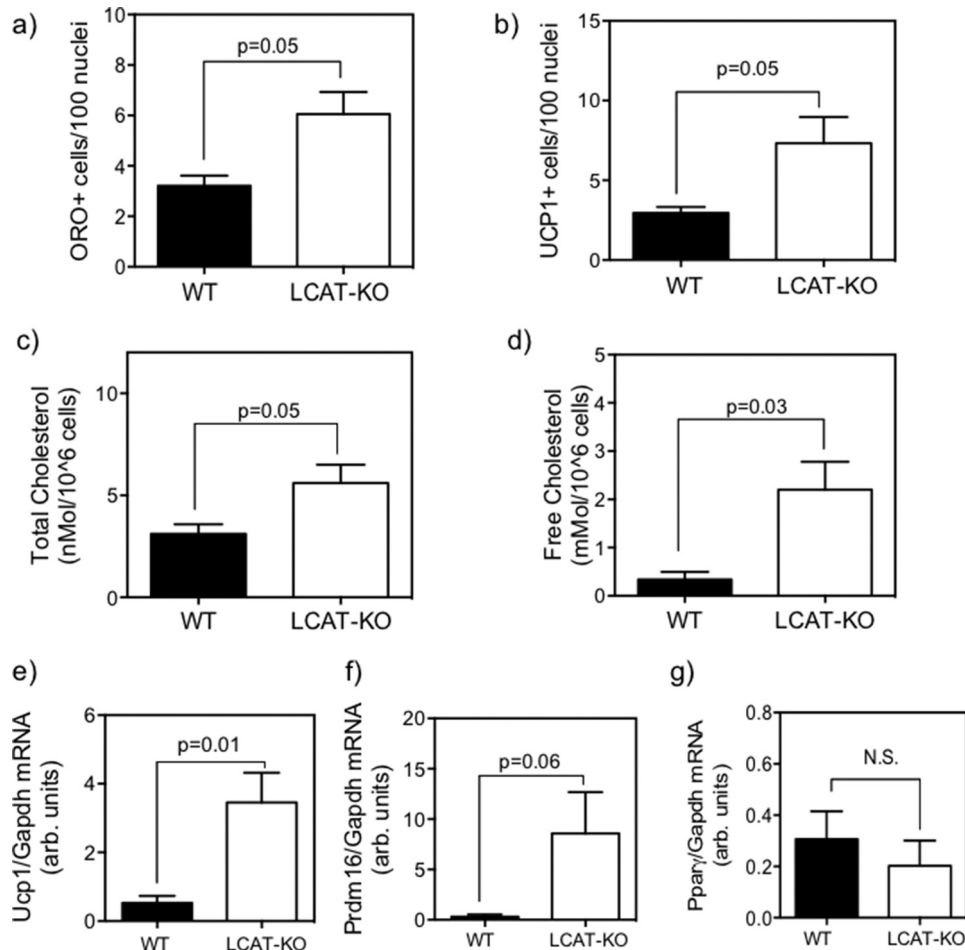 a)
ORO+ cells/100 nuclei
10
8
6
4
2
0
p=0.05
WT
LCAT-KO
b)
UCP1+ cells/100 nuclei
15
10
5
0
p=0.05
WT
LCAT-KO
c)
Total Cholesterol
(nMol/10^6 cells)
10
5
0
p=0.05
WT
LCAT-KO
d)
Free Cholesterol
(mMol/10^6 cells)
5
4
3
2
1
0
p=0.03
WT
LCAT-KO
e)
Ucp1/Gapdh mRNA
(arb. units)
6
4
2
0
p=0.01
WT
LCAT-KO
f)
Prdm16/Gapdh mRNA
(arb. units)
20
15
10
5
0
p=0.06
WT
LCAT-KO
g)
Pparγ/Gapdh mRNA
(arb. units)
0.8
0.6
0.4
0.2
0.0
N.S.
WT
LCAT-KO